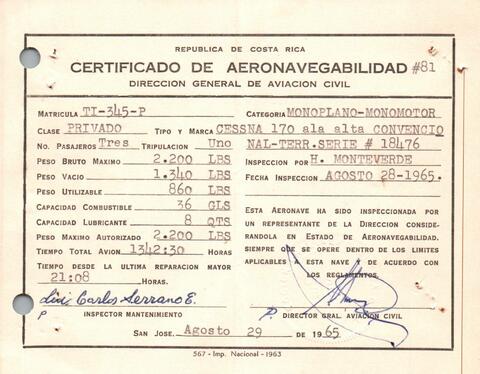 REPUBLICA DE COSTA RICA
CERTIFICADO DE AERONAVEGABILIDAD #81
DIRECCION GENERAL DE AVIACION CIVIL
MATRICULA TI-345-P
CATEGORIA MONOPLANO-MONOMOTOR
CLASE PRIVADO TIPO Y MARCA CESSNA 170 ala alta CONVENCIO
No. PASAJEROS Tres TRIPULACION Uno NAL-TERR.SERIE # 18476
PESO BRUTO MAXIMO 2.200 LBS
INSPECCION POR H. MONTEVERDE
PESO VACIO 1.340 LBS
FECHA INSPECCION AGOSTO 28-1965.
PESO UTILIZABLE 860 LBS
CAPACIDAD COMBUSTIBLE 36 GLS
CAPACIDAD LUBRICANTE 8 QTS
PESO MAXIMO AUTORIZADO 2.200 LBS
TIEMPO TOTAL AVION 1342:30 HORAS
TIEMPO DESDE LA ULTIMA REPARACION MAYOR
21:08 HORAS.
ESTA AERONAVE HA SIDO INSPECCIONADA POR
UN REPRESENTANTE DE LA DIRECCION CONSIDE-
RANDOLA EN ESTADO DE AERONAVEGABILIDAD.
SIEMPRE QUE SE OPERE DENTRO DE LOS LIMITES
APLICABLES A ESTA NAVE Y DE ACUERDO CON
LOS REGLAMENTOS.
Carlos Serrano E.
P INSPECTOR MANTENIMIENTO
P. DIRECTOR GRAL. AVIACION CIVIL
SAN JOSE. Agosto 29 DE 1965
567 - Imp. Nacional - 1963